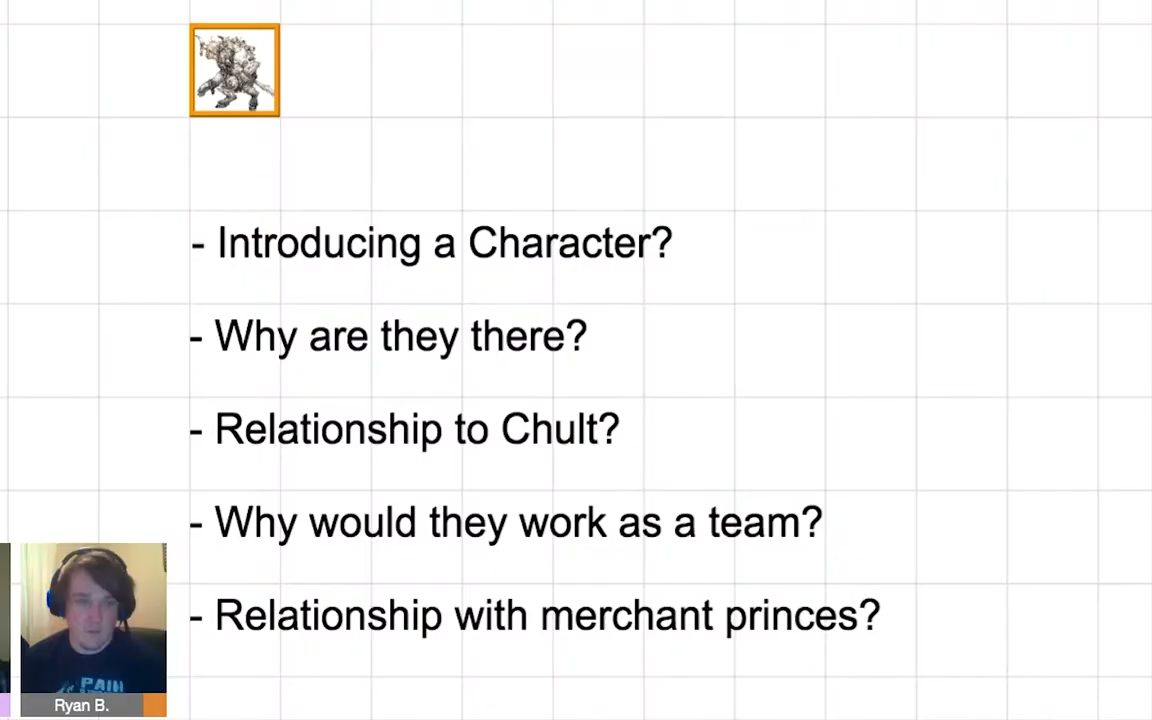 - Introducing a Character?
- Why are they there?
- Relationship to Chult?
- Why would they work as a team?
- Relationship with merchant princes?
PAIN
Ryan B.